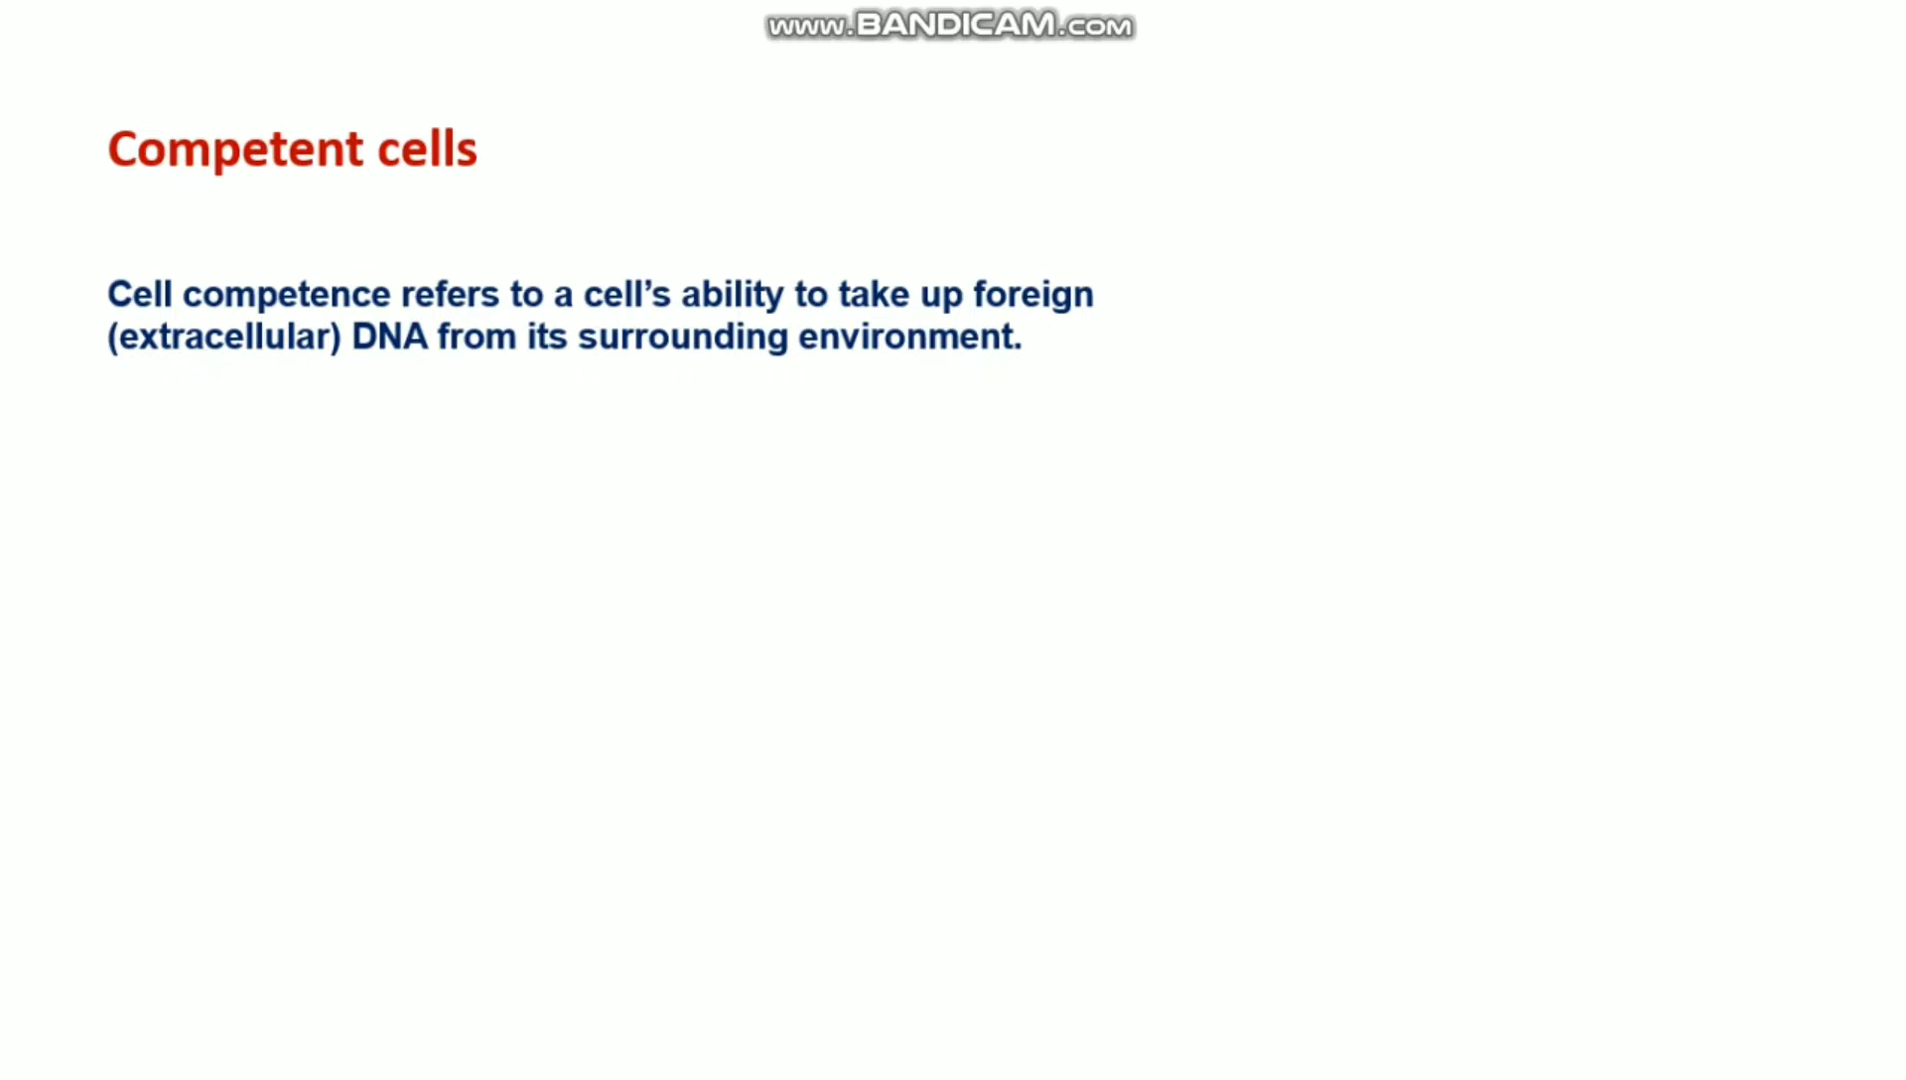 www.BANDICAM.com
Competent cells
Cell competence refers to a cell’s ability to take up foreign
(extracellular) DNA from its surrounding environment.